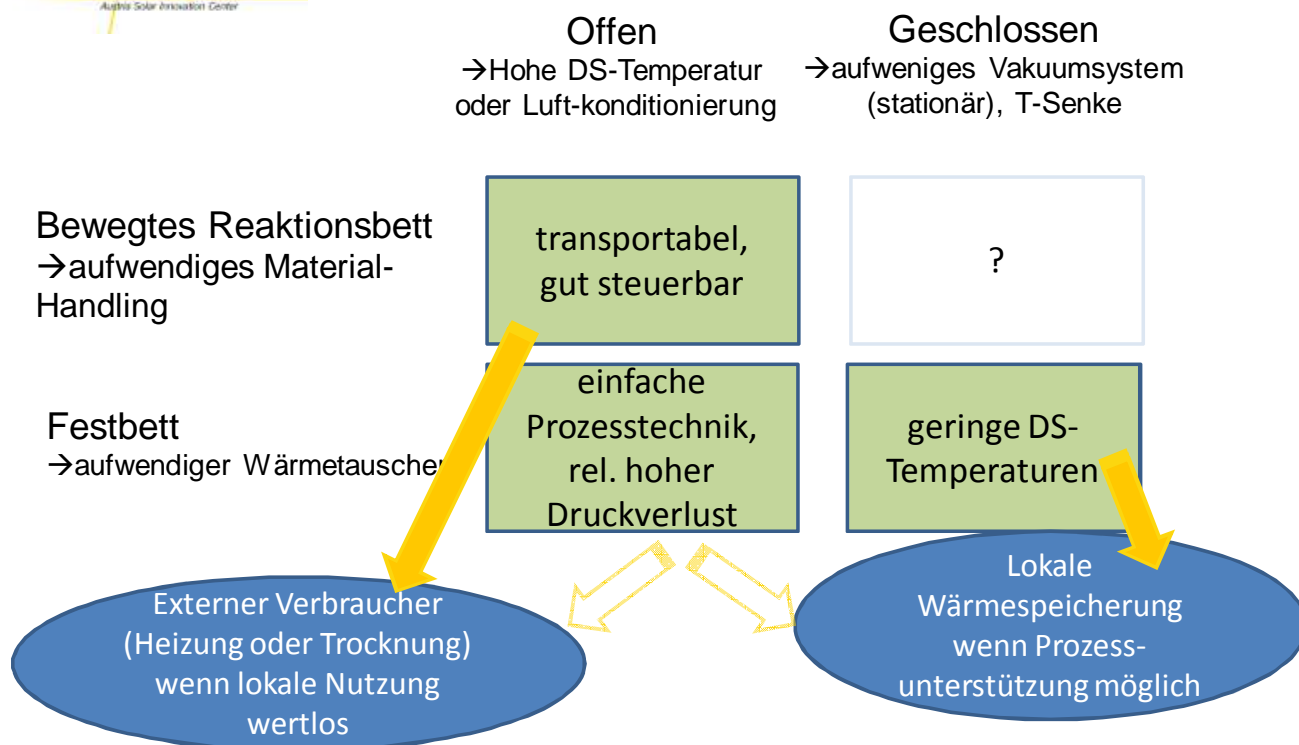 Austria Solar Innovation Center
Offen
→Hohe DS-Temperatur
oder Luft-konditionierung
Geschlossen
→aufweniges Vakuumsystem
(stationär), T-Senke
Bewegtes Reaktionsbett
→aufwendiges Material-
Handling
transportabel,
gut steuerbar
?
Festbett
→aufwendiger Wärmetauscher
einfache
Prozesstechnik,
rel. hoher
Druckverlust
geringe DS-
Temperaturen
Externer Verbraucher
(Heizung oder Trocknung)
wenn lokale Nutzung
wertlos
Lokale
Wärmespeicherung
wenn Prozess-
unterstützung möglich